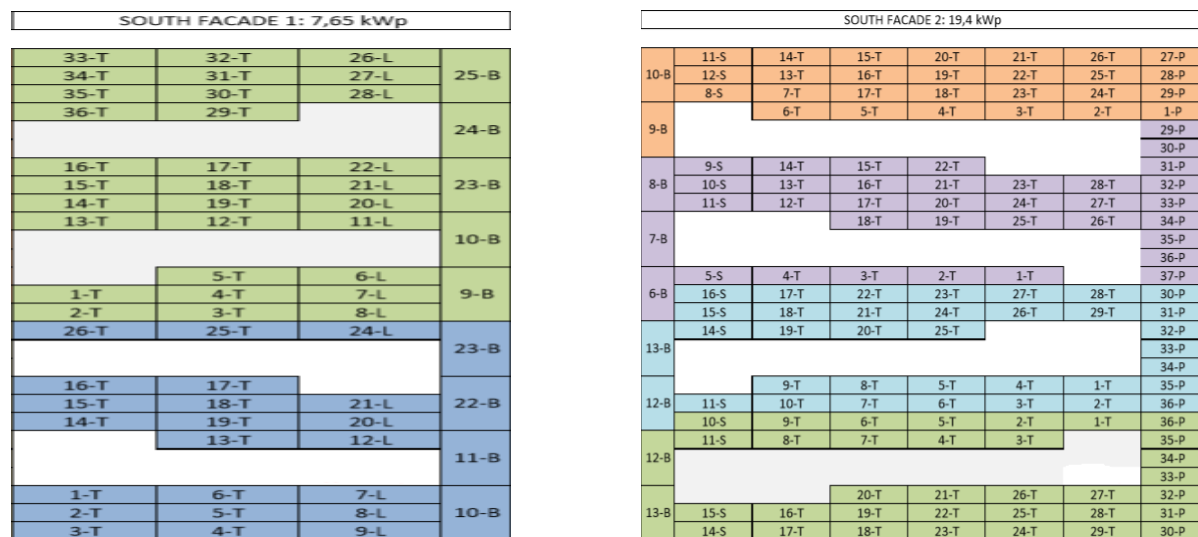 SOUTH FACADE 1: 7,65 kWp
33-T 32-T 26-L
34-T 31-T 27-L 25-B
35-T 30-T 28-L
36-T 29-T
24-B
16-T 17-T 22-L
15-T 18-T 21-L 23-B
14-T 19-T 20-L
13-T 12-T 11-L
10-B
5-T 6-L
1-T 4-T 7-L 9-B
2-T 3-T 8-L
26-T 25-T 24-L
23-B
16-T 17-T
15-T 18-T 21-L 22-B
14-T 19-T 20-L
13-T 12-L
11-B
1-T 6-T 7-L
2-T 5-T 8-L 10-B
3-T 4-T 9-L
SOUTH FACADE 2: 19,4 kWp
11-S 14-T 15-T 20-T 21-T 26-T 27-P
10-B 12-S 13-T 16-T 19-T 22-T 25-T 28-P
8-S 7-T 17-T 18-T 23-T 24-T 29-P
6-T 5-T 4-T 3-T 2-T 1-P
9-B 29-P
30-P
9-S 14-T 15-T 22-T 31-P
8-B 10-S 13-T 16-T 21-T 23-T 28-T 32-P
11-S 12-T 17-T 20-T 24-T 27-T 33-P
18-T 19-T 25-T 26-T 34-P
7-B 35-P
36-P
5-S 4-T 3-T 2-T 1-T 37-P
6-B 16-S 17-T 22-T 23-T 27-T 28-T 30-P
15-S 18-T 21-T 24-T 26-T 29-T 31-P
14-S 19-T 20-T 25-T 32-P
13-B 33-P
34-P
9-T 8-T 5-T 4-T 1-T 35-P
12-B 11-S 10-T 7-T 6-T 3-T 2-T 36-P
10-S 9-T 6-T 5-T 2-T 1-T 36-P
11-S 8-T 7-T 4-T 3-T 35-P
12-B 34-P
33-P
20-T 21-T 26-T 27-T 32-P
13-B 15-S 16-T 19-T 22-T 25-T 28-T 31-P
14-S 17-T 18-T 23-T 24-T 29-T 30-P